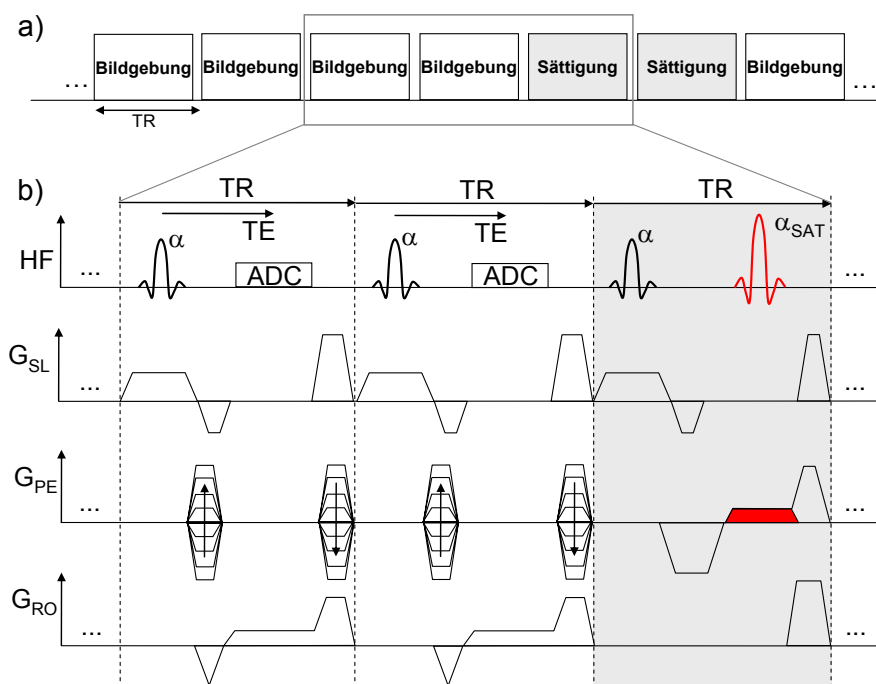 a)
Bildgebung Bildgebung Bildgebung Bildgebung Sättigung Sättigung Bildgebung
... ...
TR
b)
TR TR TR
TE TE
α α α αSAT
HF ... ADC ADC ...
GSL
... ...
GPE
... ...
GRO
... ...